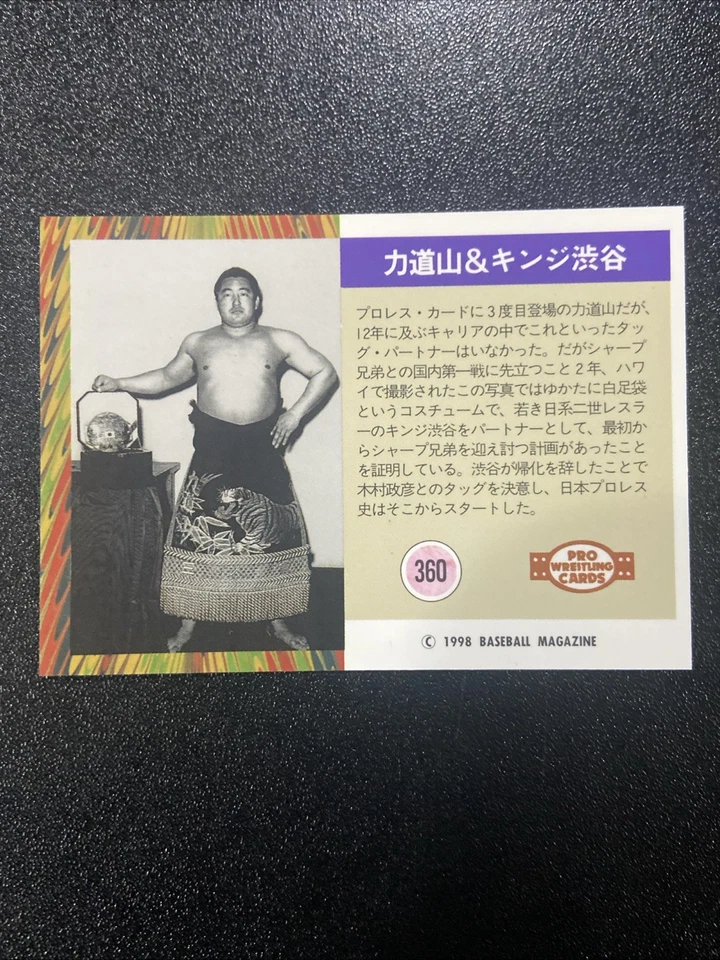 力道山&キンジ渋谷
プロレス・カードに3度目登場の力道山だが、
12年に及ぶキャリアの中でこれといったタッ
グ・パートナーはいなかった。だがシャープ
兄弟との国内第一戦に先立つこと2年、ハワ
イで撮影されたこの写真ではゆかたに白足袋
というコスチュームで、若き日系二世レスラ
ーのキンジ渋谷をパートナーとして、最初か
らシャープ兄弟を迎え討つ計画があったこと
を証明している。渋谷が帰化を辞したことで
木村政彦とのタッグを決意し、日本プロレス
史はそこからスタートした。
360
PRO
WRESTLING
CARDS
© 1998 BASEBALL MAGAZINE